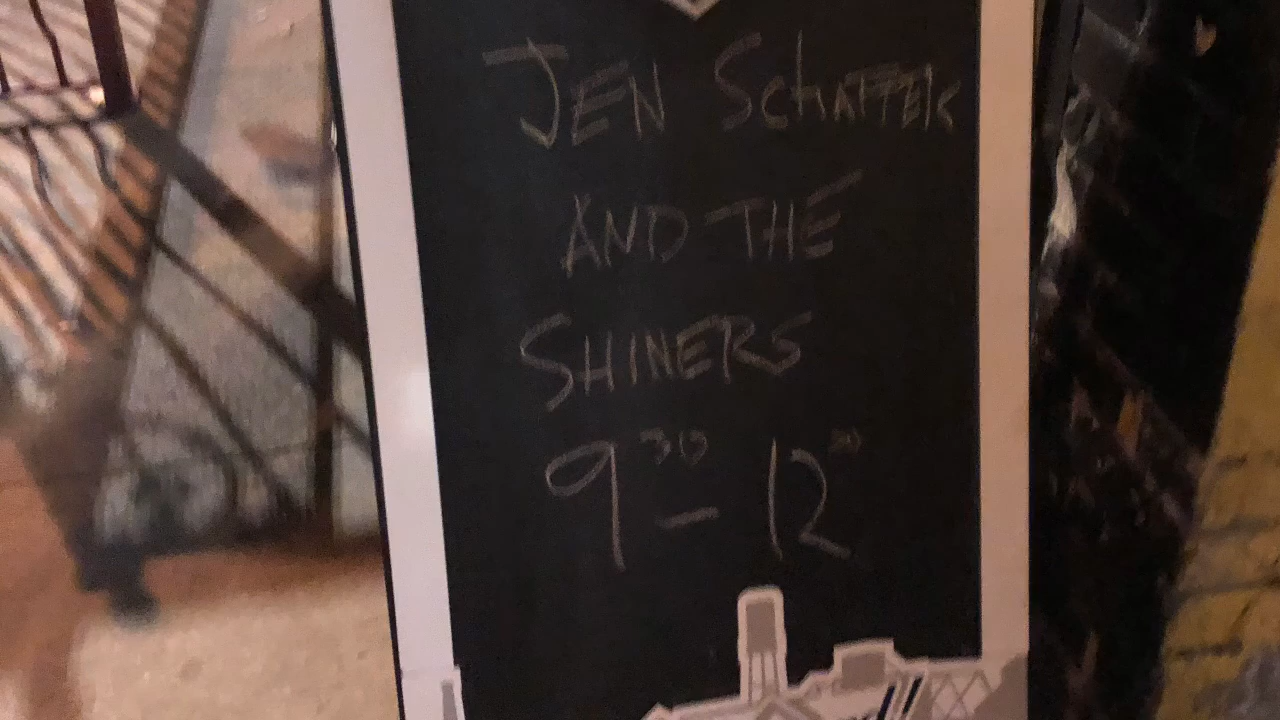 JEN SCHAFFER
AND THE
SHINERS
9³⁰ - 12³⁰